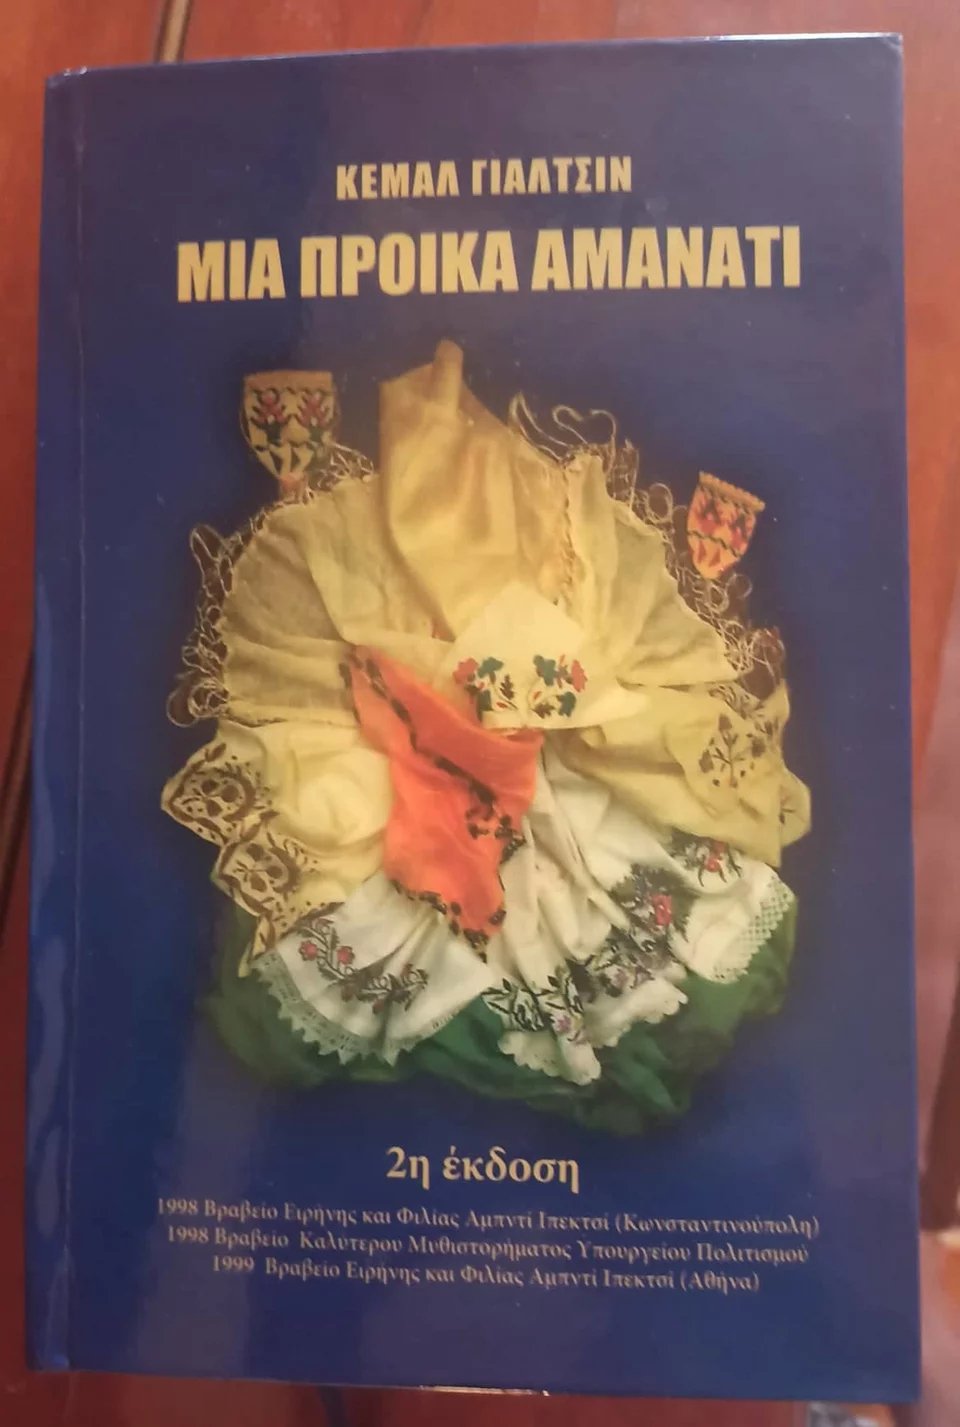 ΚΕΜΑΛ ΓΙΑΛΤΣΙΝ
ΜΙΑ ΠΡΟΙΚΑ ΑΜΑΝΑΤΙ
2η έκδοση
1998 Βραβείο Ειρήνης και Φιλίας Αμπντί Ιπεκτσί (Κωνσταντινούπολη)
1998 Βραβείο Καλύτερου Μυθιστορήματος Υπουργείου Πολιτισμού
1999 Βραβείο Ειρήνης και Φιλίας Αμπντί Ιπεκτσί (Αθήνα)